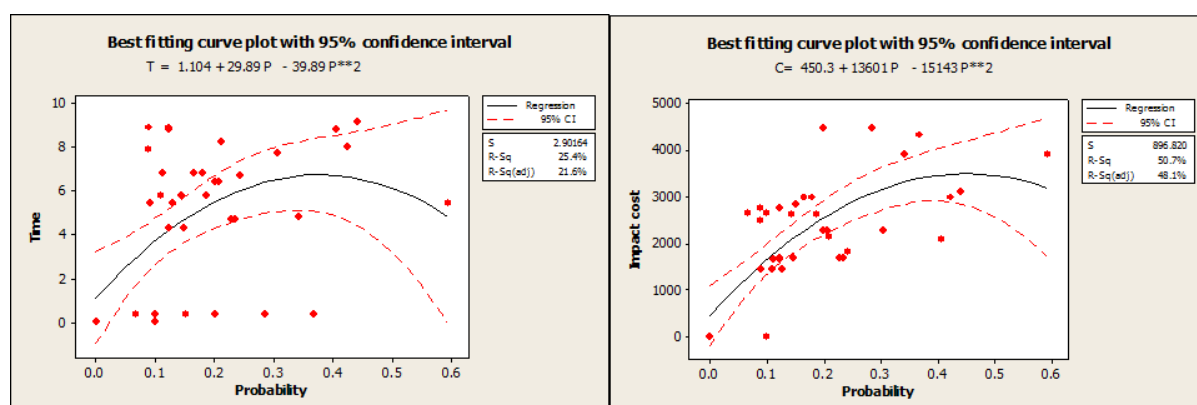 Best fitting curve plot with 95% confidence interval
T = 1.104 + 29.89 P - 39.89 P**2
10
8
6
4
2
0
Time
0.0 0.1 0.2 0.3 0.4 0.5 0.6
Probability
Regression
95% CI
S 2.90164
R-Sq 25.4%
R-Sq(adj) 21.6%
Best fitting curve plot with 95% confidence interval
C= 450.3 + 13601 P - 15143 P**2
5000
4000
3000
2000
1000
0
Impact cost
0.0 0.1 0.2 0.3 0.4 0.5 0.6
Probability
Regression
95% CI
S 896.820
R-Sq 50.7%
R-Sq(adj) 48.1%